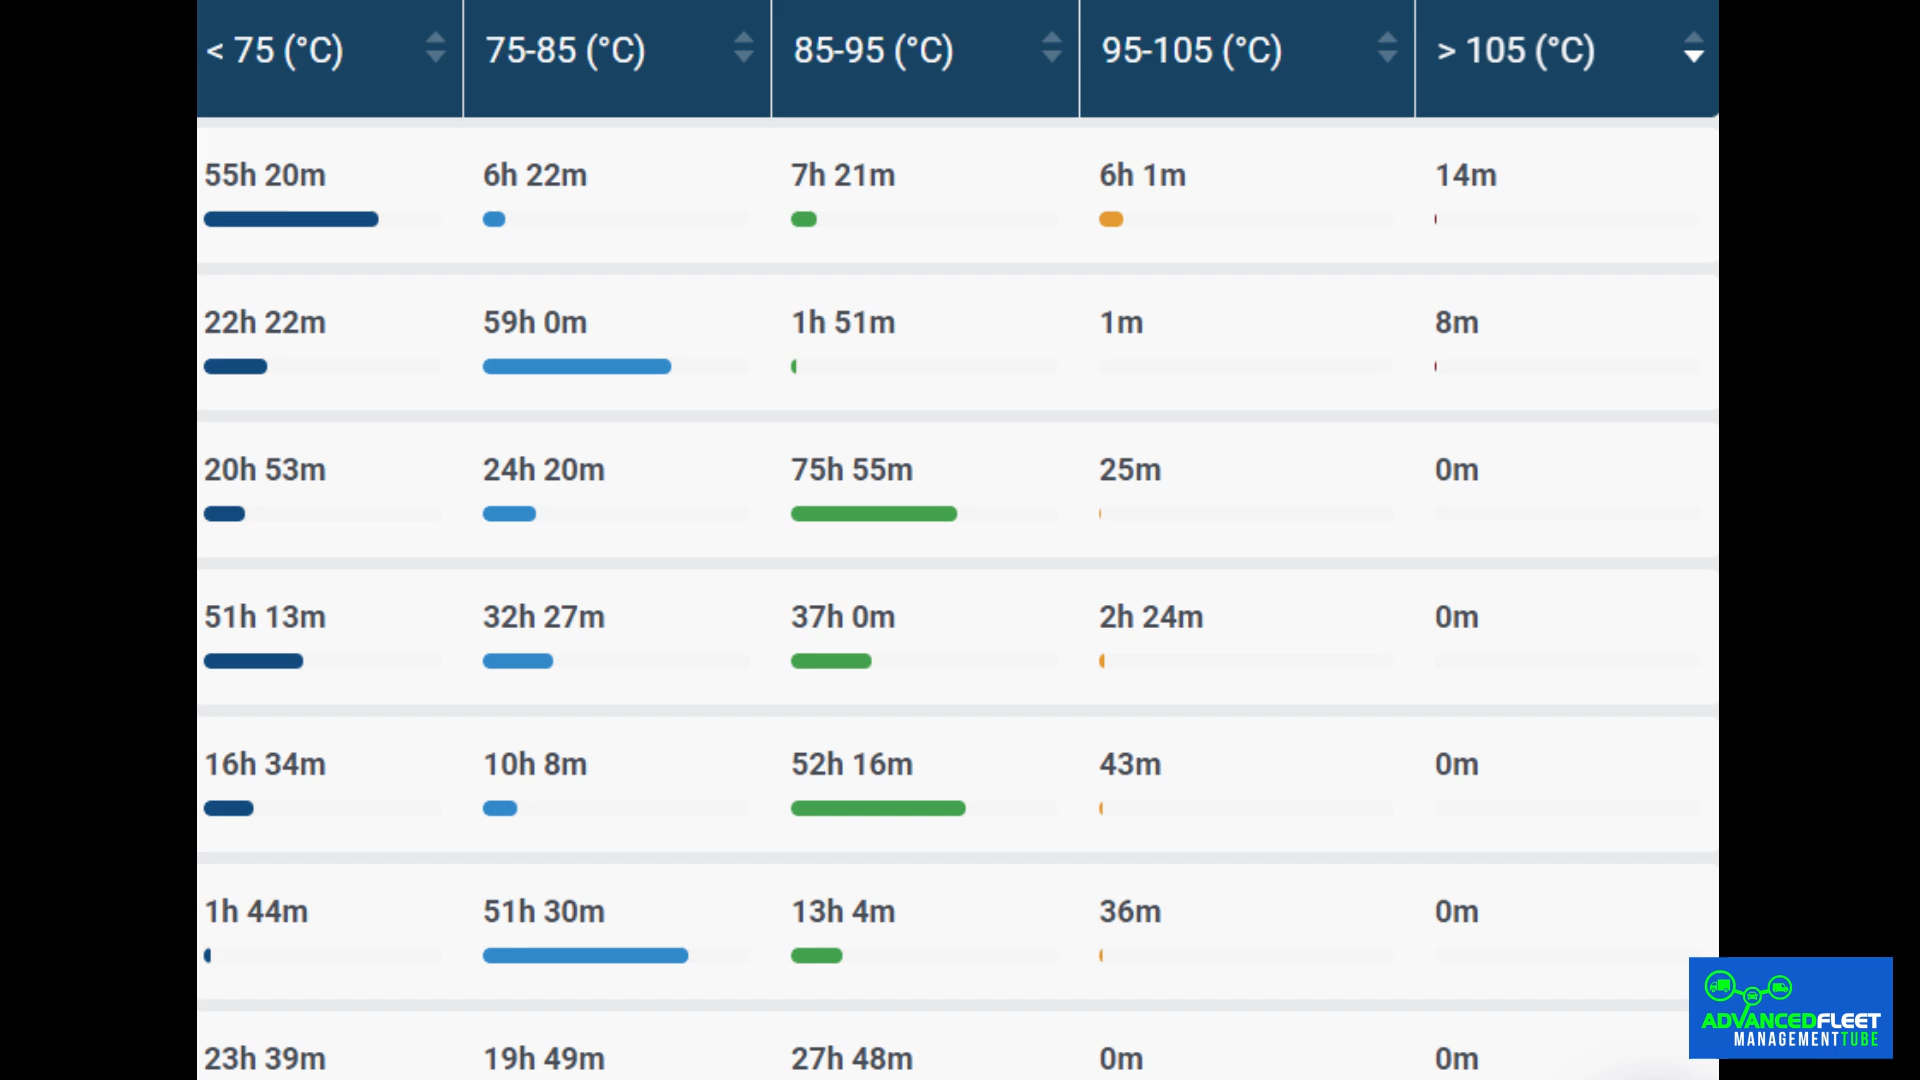 < 75 (°C) 75-85 (°C) 85-95 (°C) 95-105 (°C) > 105 (°C)
55h 20m 6h 22m 7h 21m 6h 1m 14m
22h 22m 59h 0m 1h 51m 1m 8m
20h 53m 24h 20m 75h 55m 25m 0m
51h 13m 32h 27m 37h 0m 2h 24m 0m
16h 34m 10h 8m 52h 16m 43m 0m
1h 44m 51h 30m 13h 4m 36m 0m
23h 39m 19h 49m 27h 48m 0m 0m
ADVANCEDFLEET
MANAGEMENTTUBE